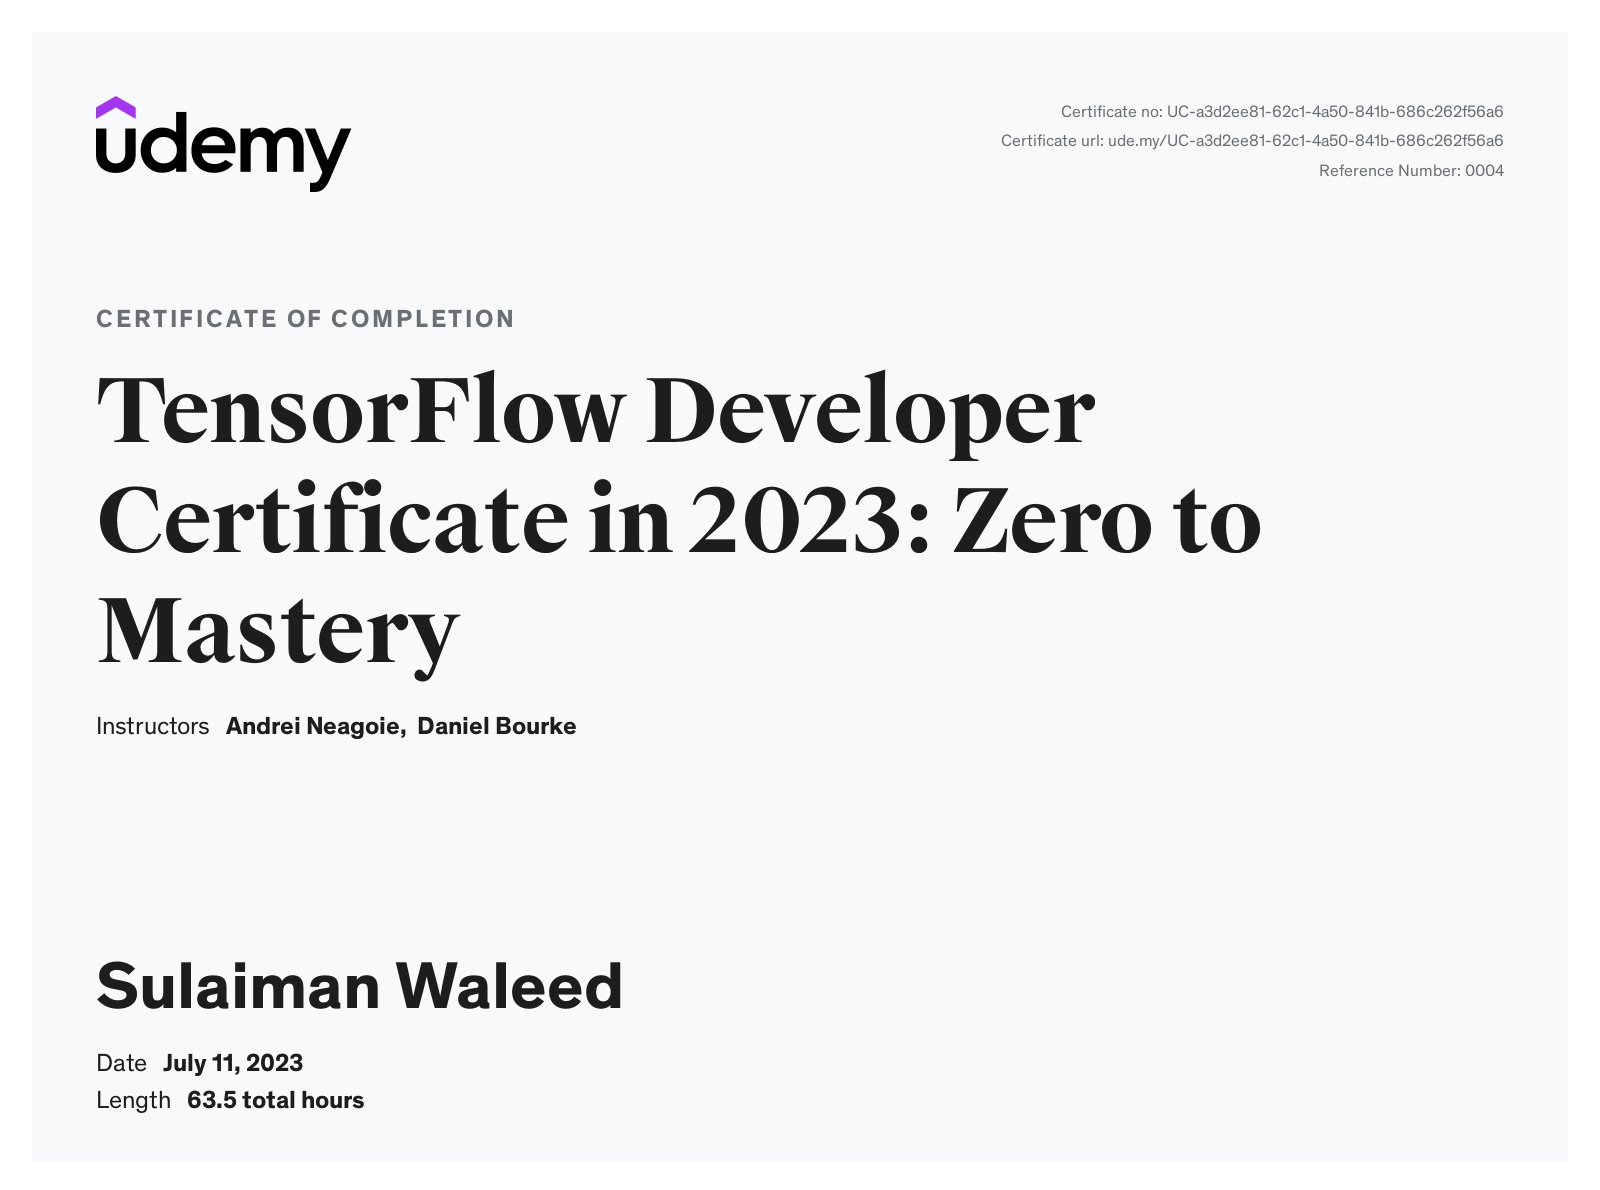 udemy
Certificate no: UC-a3d2ee81-62c1-4a50-841b-686c262f56a6
Certificate url: ude.my/UC-a3d2ee81-62c1-4a50-841b-686c262f56a6
Reference Number: 0004
CERTIFICATE OF COMPLETION
TensorFlow Developer
Certificate in 2023: Zero to
Mastery
Instructors Andrei Neagoie, Daniel Bourke
Sulaiman Waleed
Date July 11, 2023
Length 63.5 total hours